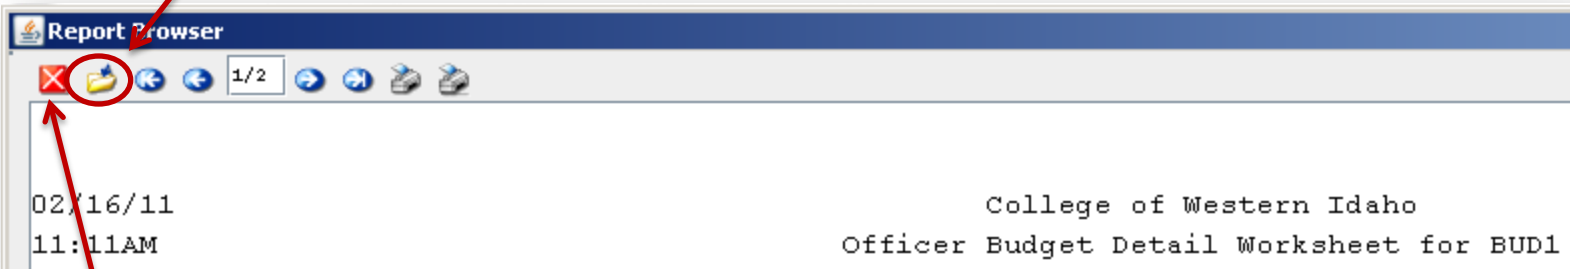 Report Browser
1/2
02/16/11 College of Western Idaho
11:11AM Officer Budget Detail Worksheet for BUD1